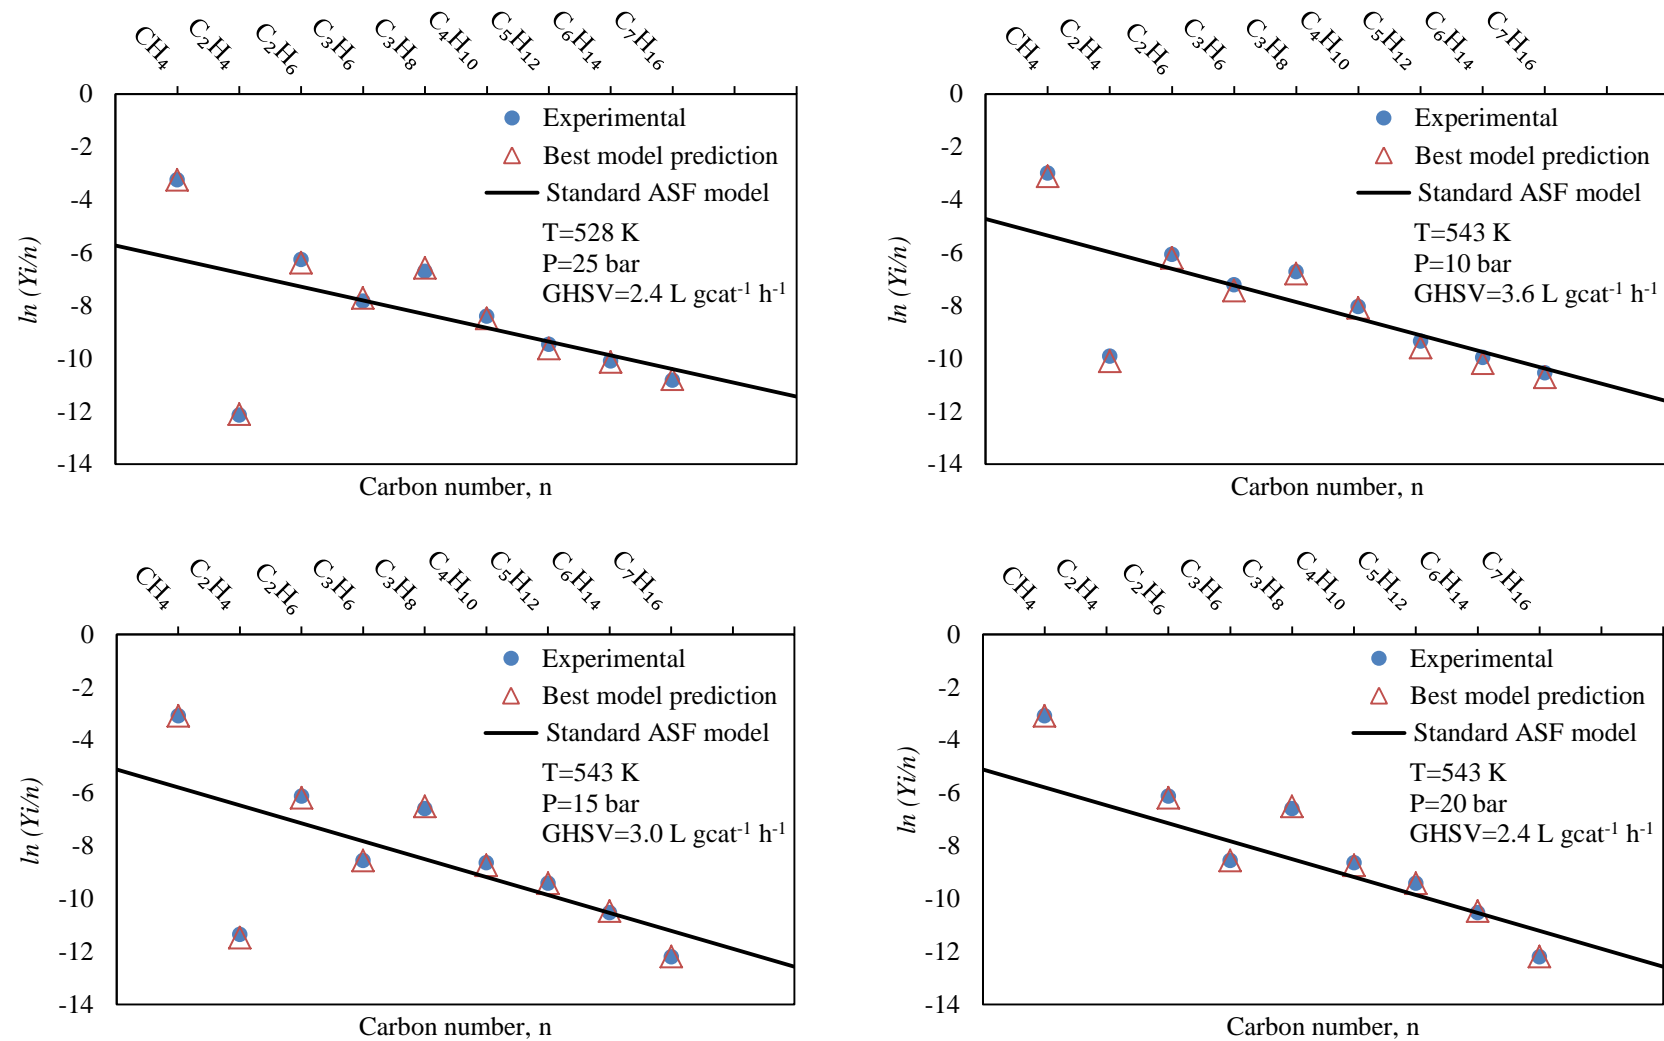 CH₄ C₂H₄ C₂H₆ C₃H₆ C₃H₈ C₄H₁₀ C₅H₁₂ C₆H₁₄ C₇H₁₆
0
-2
-4
-6
-8
-10
-12
-14
ln (Yi/n)
Experimental
Best model prediction
Standard ASF model
T=528 K
P=25 bar
GHSV=2.4 L gcat⁻¹ h⁻¹
Carbon number, n
CH₄ C₂H₄ C₂H₆ C₃H₆ C₃H₈ C₄H₁₀ C₅H₁₂ C₆H₁₄ C₇H₁₆
0
-2
-4
-6
-8
-10
-12
-14
ln (Yi/n)
Experimental
Best model prediction
Standard ASF model
T=543 K
P=10 bar
GHSV=3.6 L gcat⁻¹ h⁻¹
Carbon number, n
CH₄ C₂H₄ C₂H₆ C₃H₆ C₃H₈ C₄H₁₀ C₅H₁₂ C₆H₁₄ C₇H₁₆
0
-2
-4
-6
-8
-10
-12
-14
ln (Yi/n)
Experimental
Best model prediction
Standard ASF model
T=543 K
P=15 bar
GHSV=3.0 L gcat⁻¹ h⁻¹
Carbon number, n
CH₄ C₂H₄ C₂H₆ C₃H₆ C₃H₈ C₄H₁₀ C₅H₁₂ C₆H₁₄ C₇H₁₆
0
-2
-4
-6
-8
-10
-12
-14
ln (Yi/n)
Experimental
Best model prediction
Standard ASF model
T=543 K
P=20 bar
GHSV=2.4 L gcat⁻¹ h⁻¹
Carbon number, n